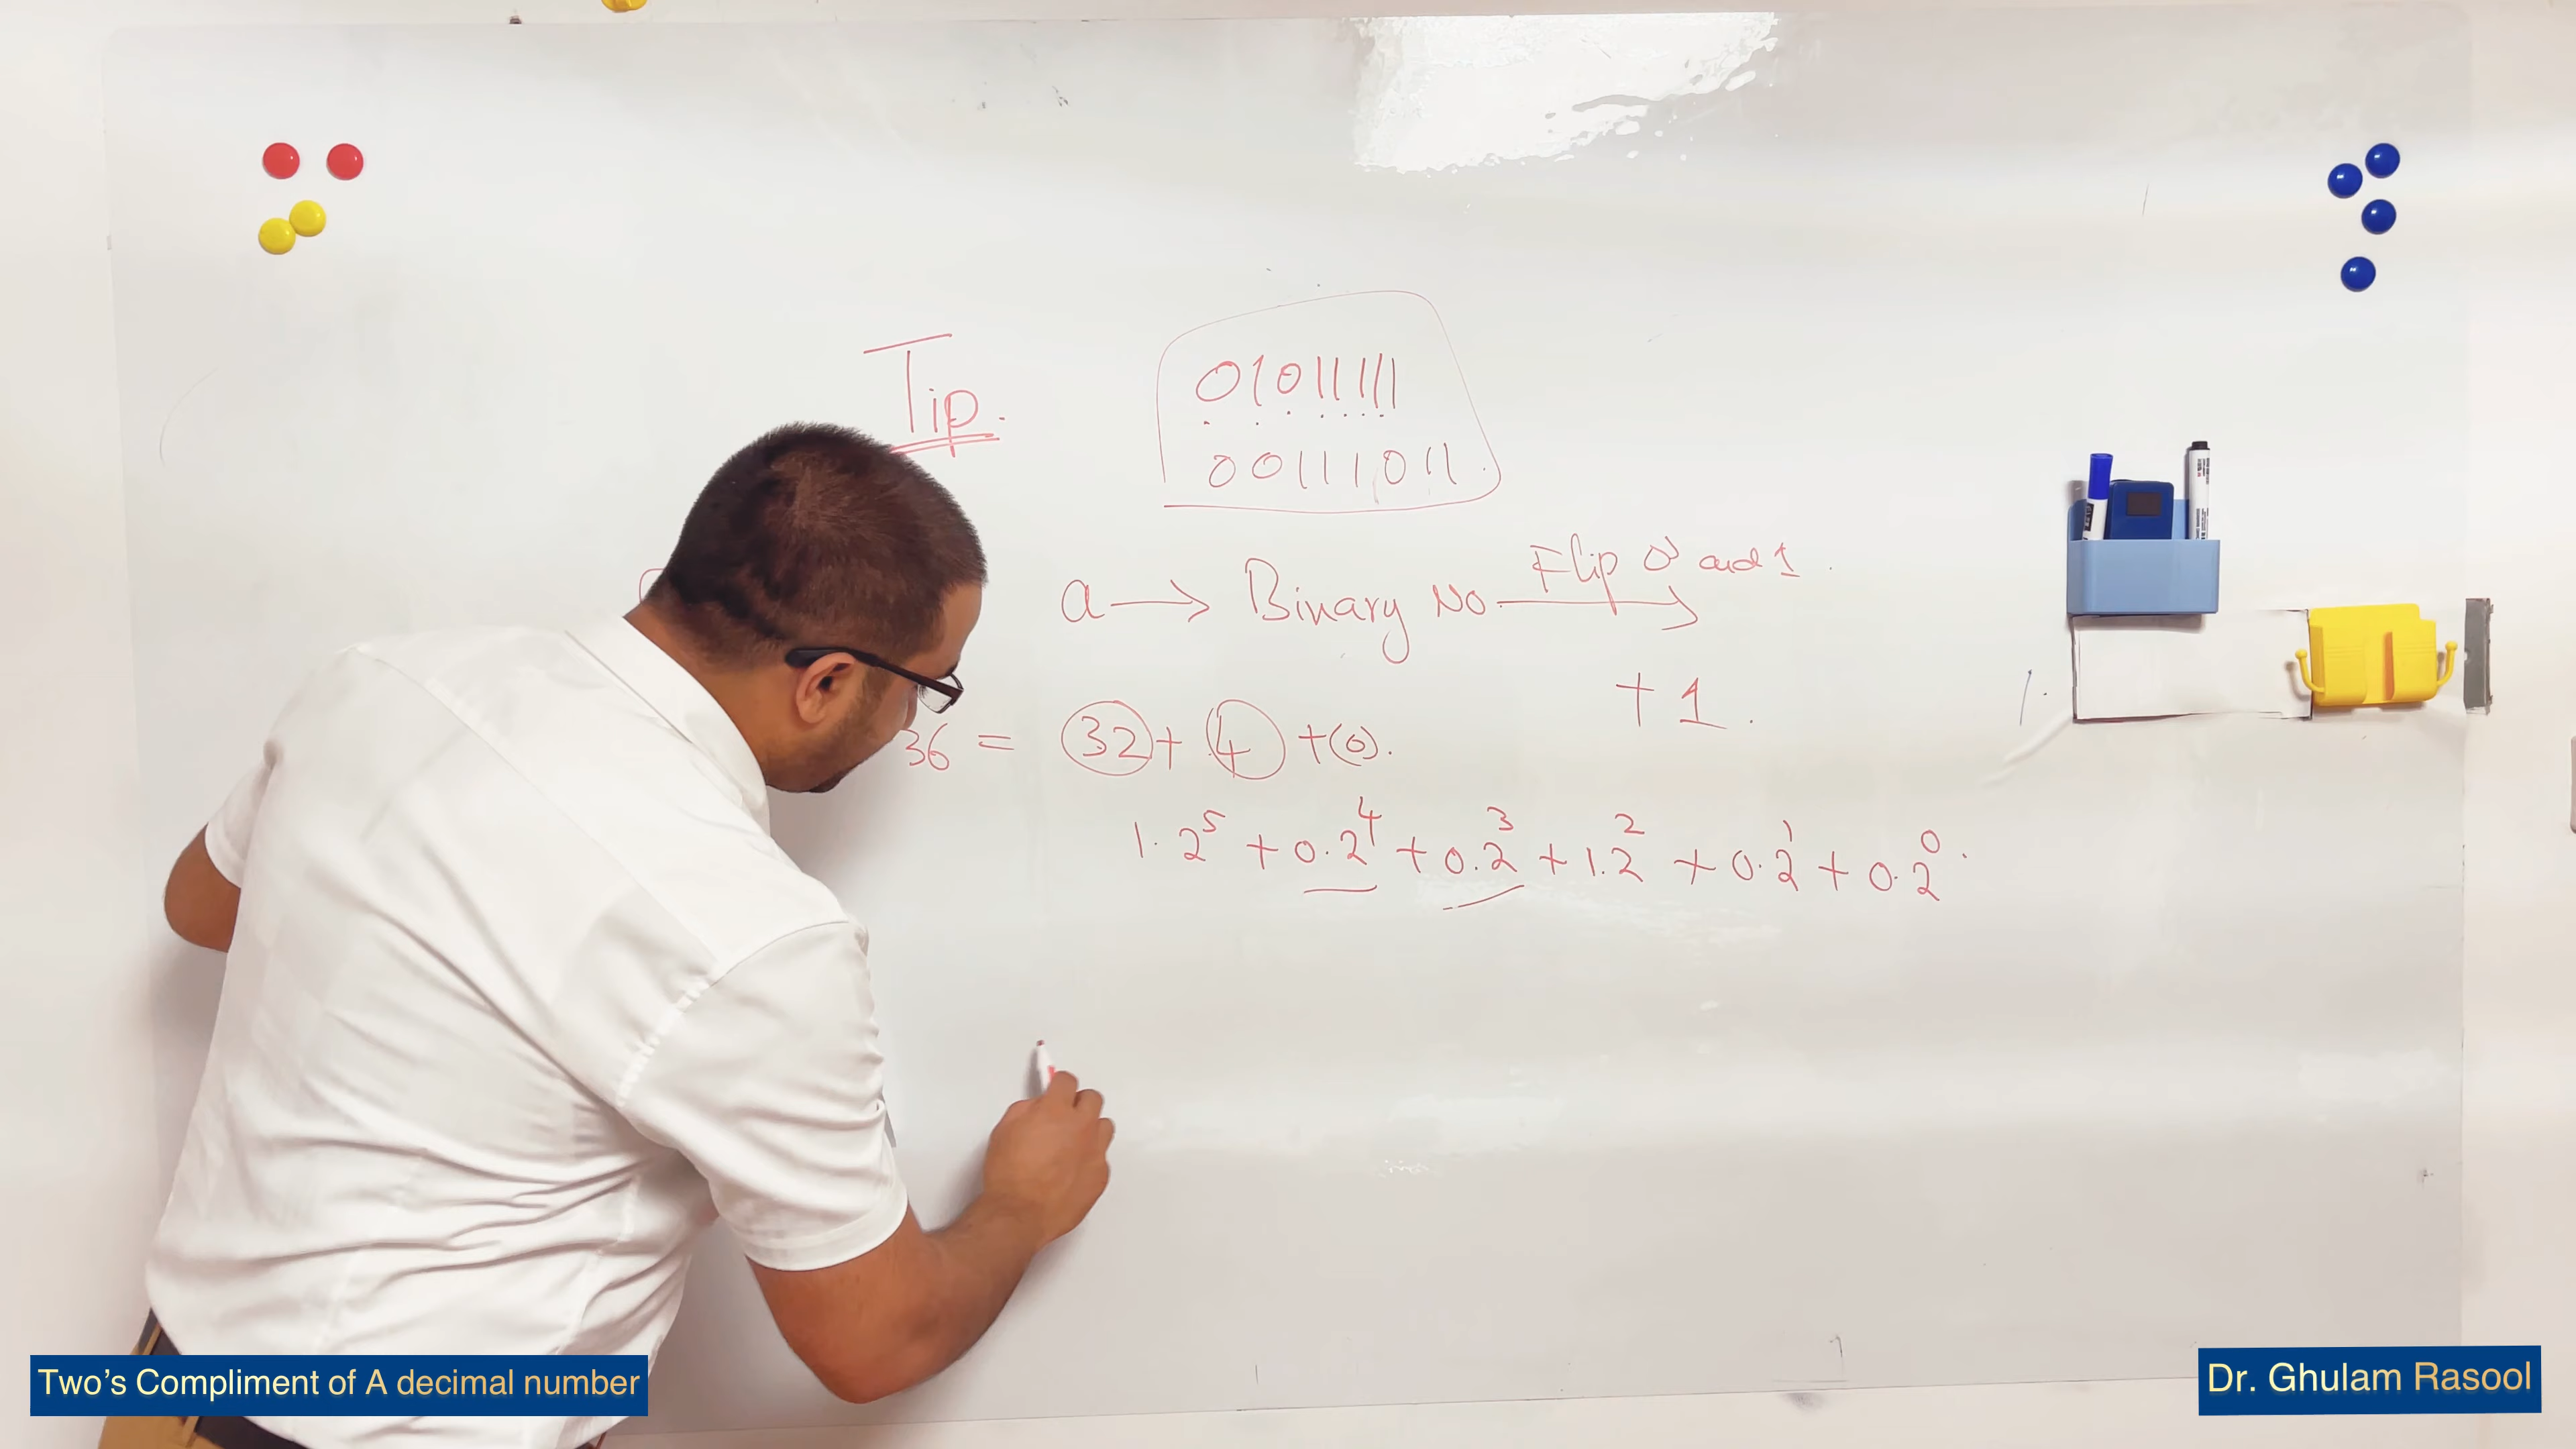 Tip.
01011111
00111011.
a → Binary No. Flip 0 and 1.
+ 1.
36 = 32 + 4 + (0).
1.2⁵ + 0.2⁴ + 0.2³ + 1.2² + 0.2¹ + 0.2⁰.
Two's Compliment of A decimal number
Dr. Ghulam Rasool